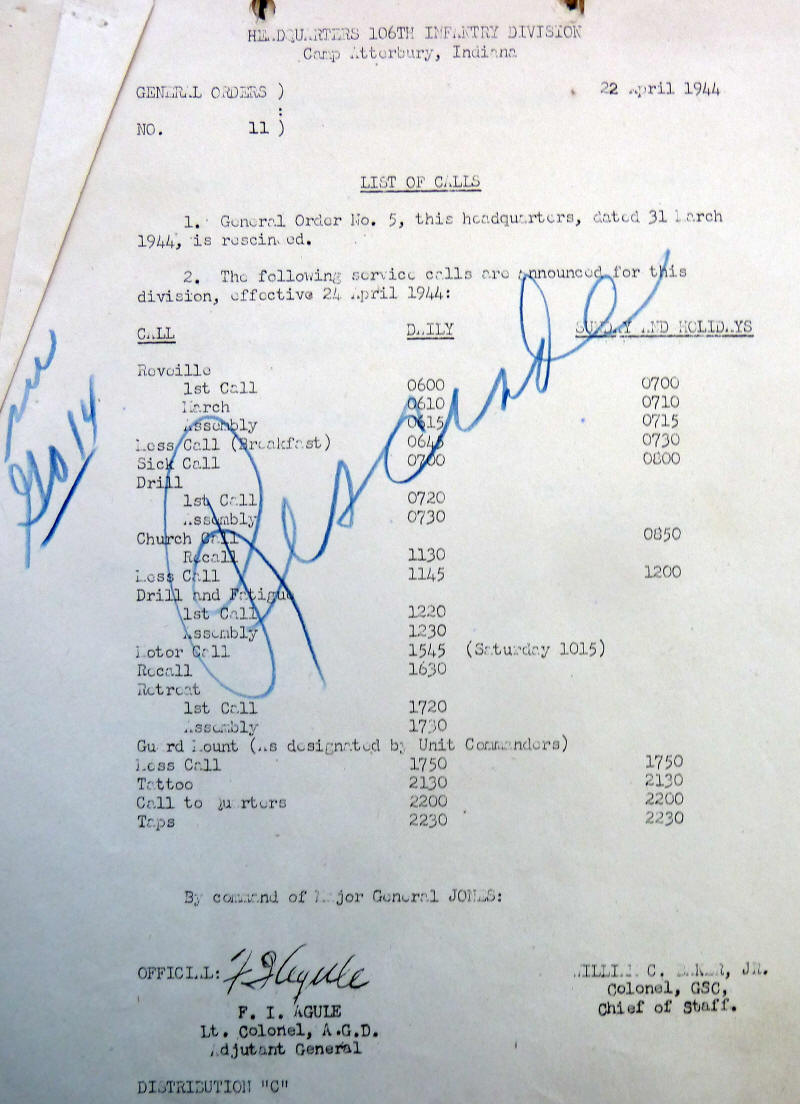 HEADQUARTERS 106TH INFANTRY DIVISION
Camp Atterbury, Indiana
GENERAL ORDERS ) 22 April 1944
:
NO. 11 )
LIST OF CALLS
1. General Order No. 5, this headquarters, dated 31 March
1944, is rescinded.
2. The following service calls are announced for this
division, effective 24 April 1944:
CALL DAILY SUNDAY AND HOLIDAYS
Reveille
1st Call 0600 0700
March 0610 0710
Assembly 0615 0715
Mess Call (Breakfast) 0645 0730
Sick Call 0700 0800
Drill
1st Call 0720
Assembly 0730
Church Call 0850
Recall 1130
Mess Call 1145 1200
Drill and Fatigue
1st Call 1220
Assembly 1230
Motor Call 1545 (Saturday 1015)
Recall 1630
Retreat
1st Call 1720
Assembly 1730
Guard Mount (As designated by Unit Commanders)
Mess Call 1750 1750
Tattoo 2130 2130
Call to Quarters 2200 2200
Taps 2230 2230
Rescinde
GO 14
By command of Major General JONES:
OFFICIAL: F I Agule
F. I. AGULE
Lt. Colonel, A.G.D.
Adjutant General
WILLIAM C. BAKER, JR.
Colonel, GSC,
Chief of Staff.
DISTRIBUTION "C"